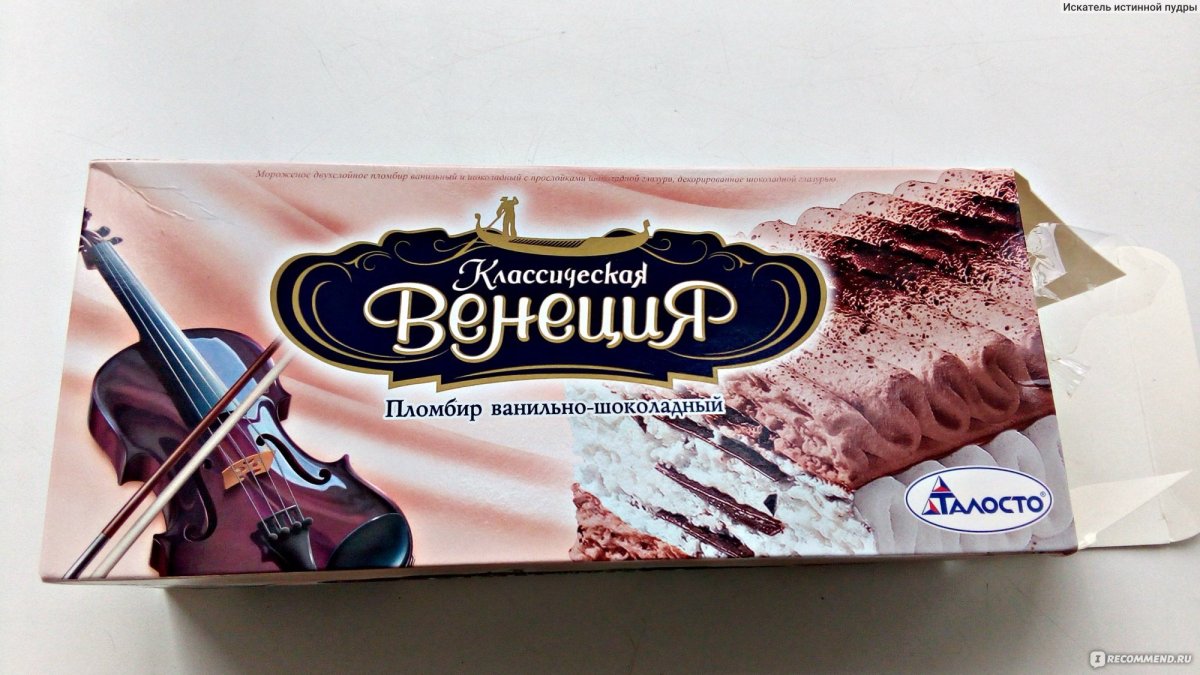 Искатель истинной пудры
Мороженое двухслойное пломбир ванильный и шоколадный с прослойками шоколадной глазури, декорированное шоколадной глазурью.
Классическая
Венеция
Пломбир ванильно-шоколадный
Талосто®
IRECOMMEND.RU